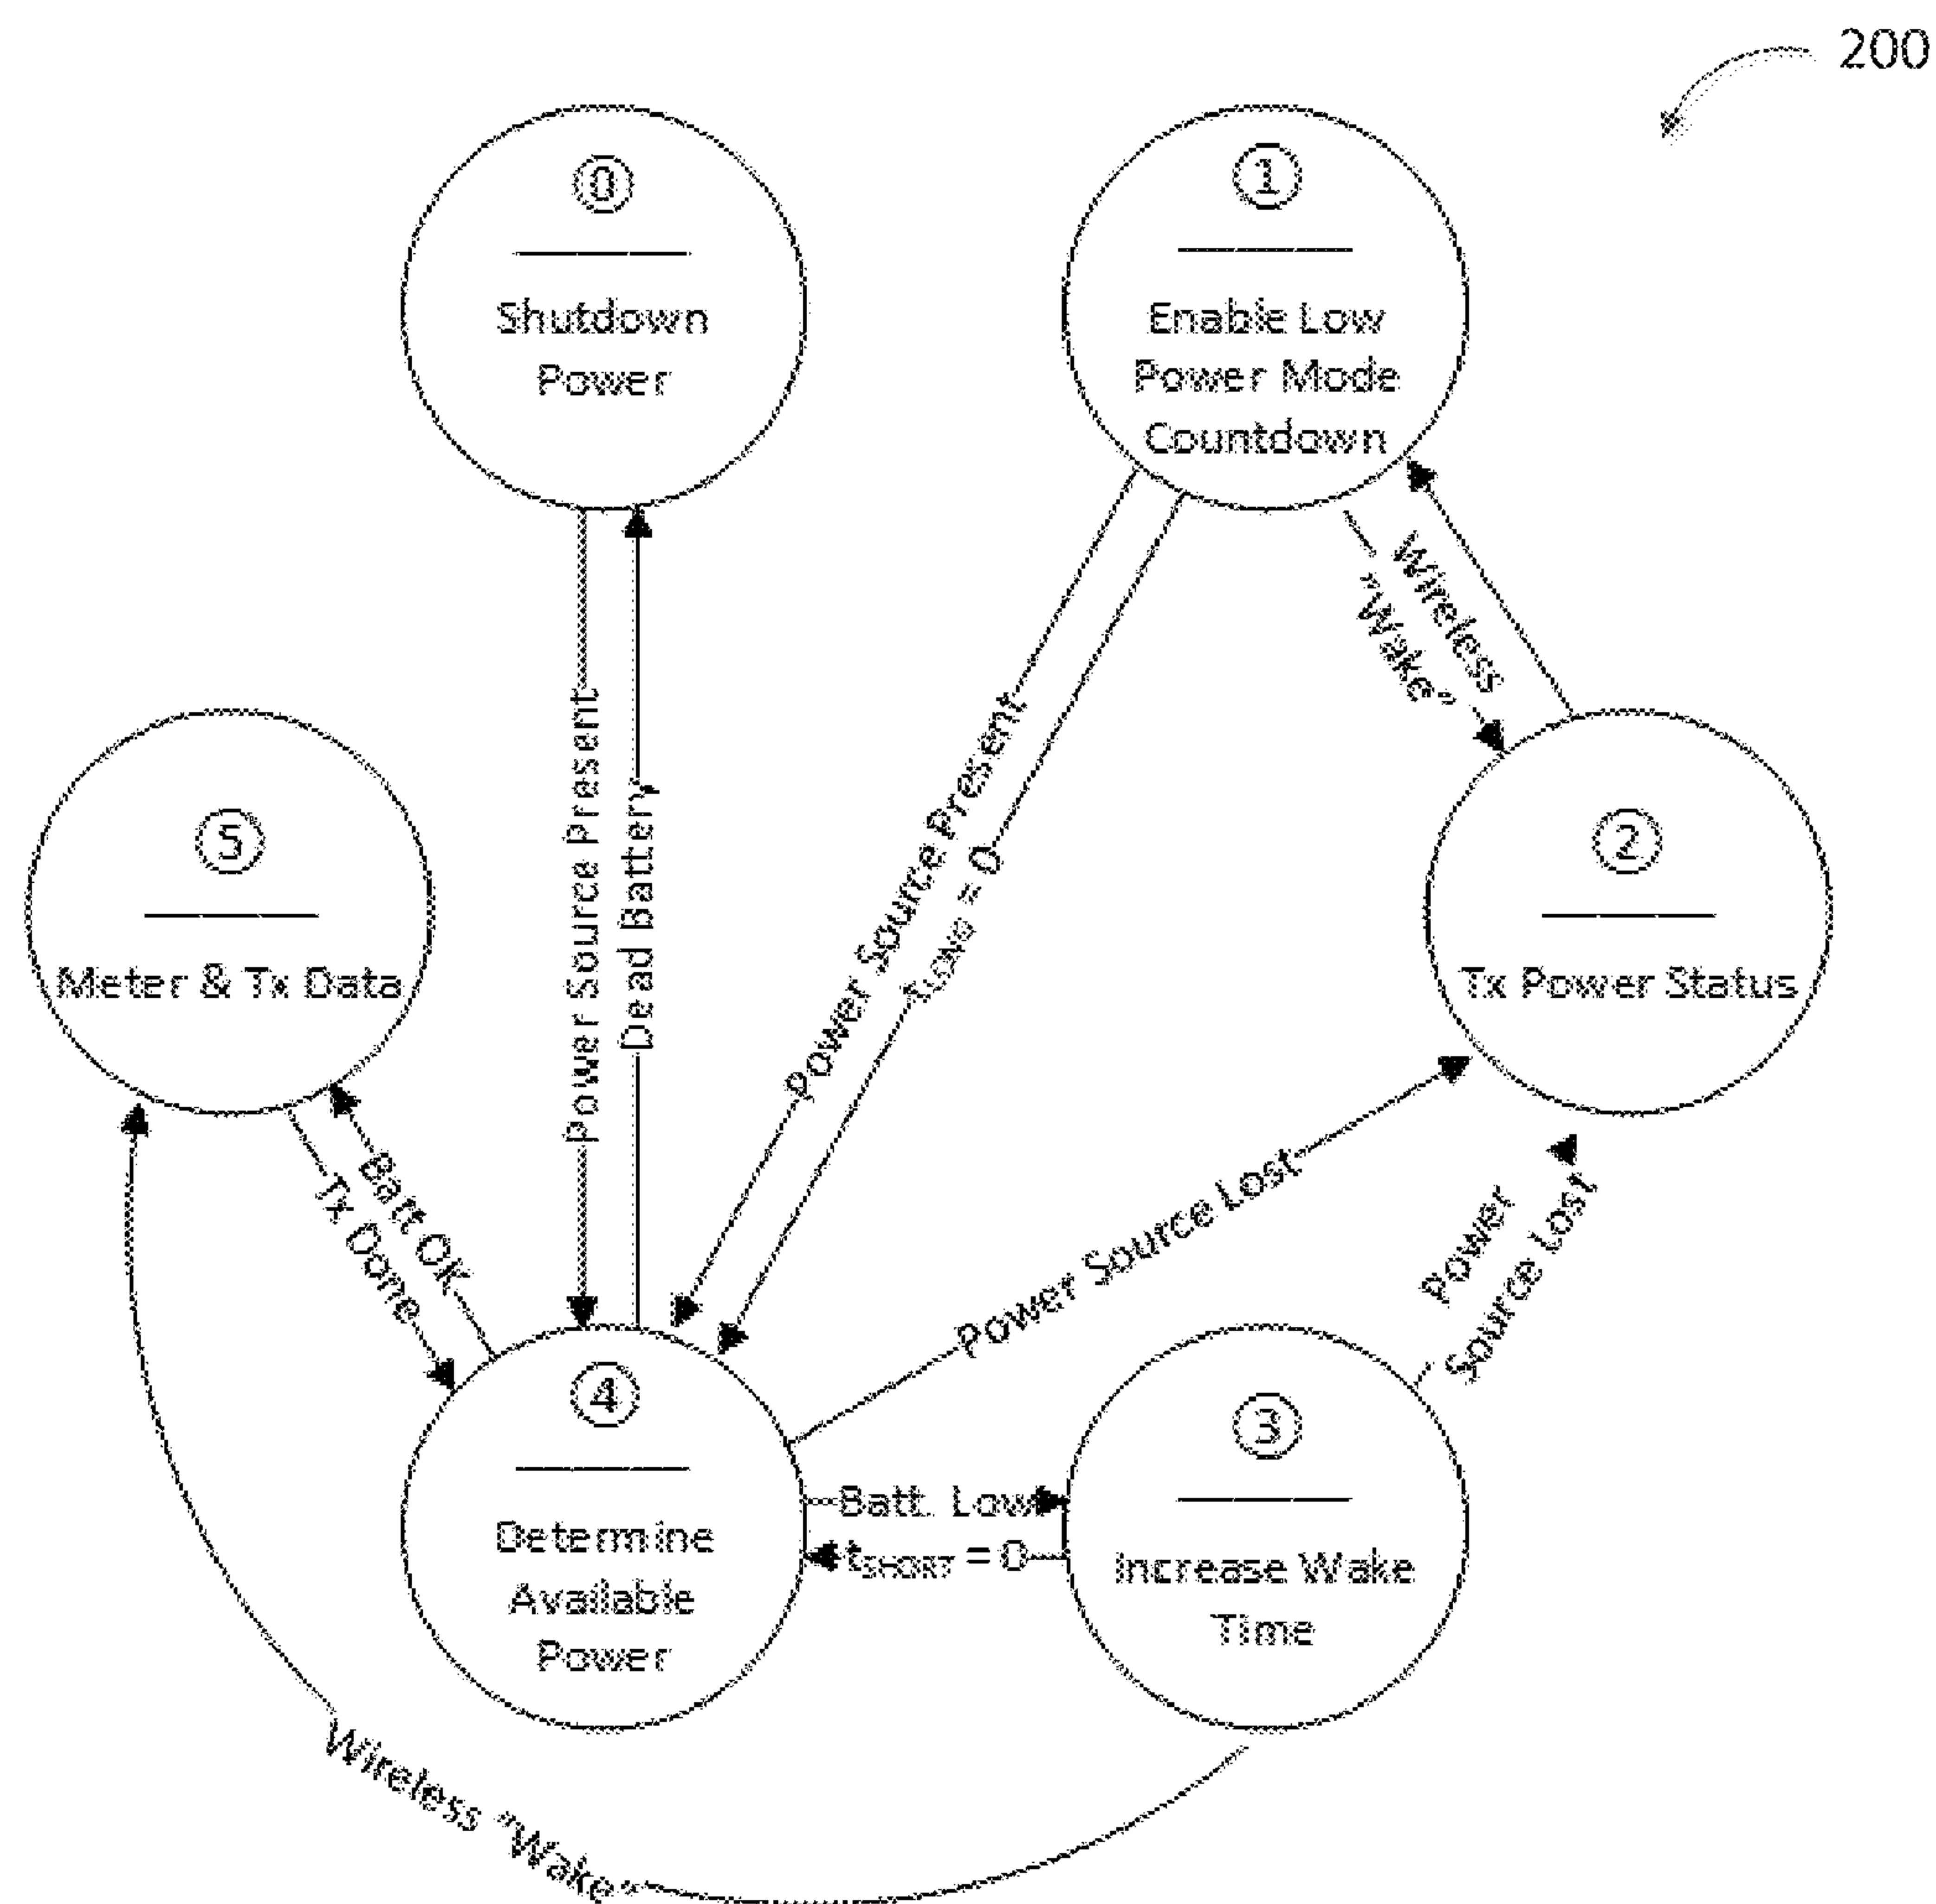 200
0
Shutdown
Power
1
Enable Low
Power Mode
Countdown
Wireless
"Wake"
Power Source Present
Dead Battery
Power Source Present
tLONG = 0
5
Meter & Tx Data
2
Tx Power Status
Batt OK
Tx Done
Power Source Lost
Power
Source Lost
4
Determine
Available
Power
Batt. Low
tSHORT = 0
3
Increase Wake
Time
Wireless "Wake"